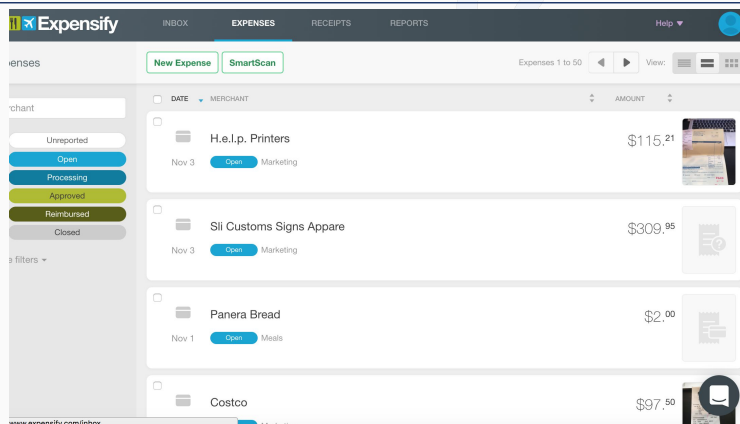 Expensify INBOX EXPENSES RECEIPTS REPORTS Help
penses New Expense SmartScan Expenses 1 to 50 View:
rchant
DATE MERCHANT AMOUNT
Unreported
Open
Processing
Approved
Reimbursed
Closed
e filters
H.e.l.p. Printers $115.21
Nov 3 Open Marketing
Sli Customs Signs Appare $309.95
Nov 3 Open Marketing
Panera Bread $2.00
Nov 1 Open Meals
Costco $97.50
www.expensify.com/inbox